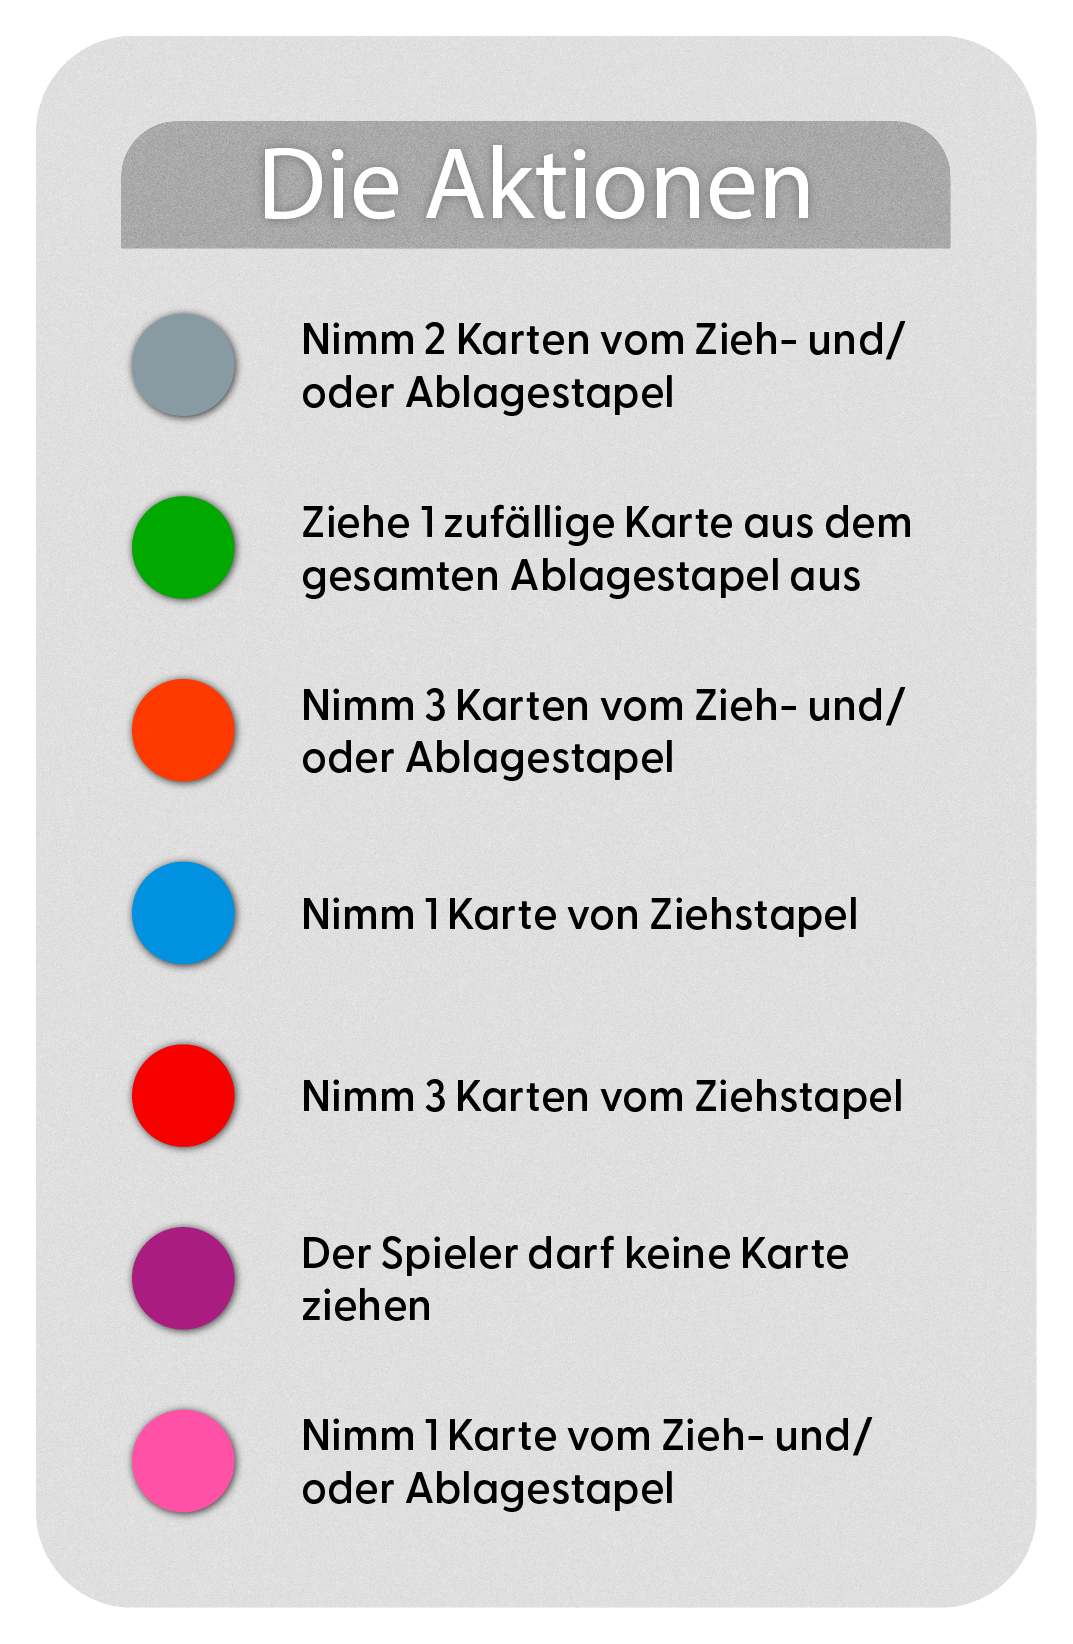 Die Aktionen
Nimm 2 Karten vom Zieh- und/
oder Ablagestapel
Ziehe 1 zufällige Karte aus dem
gesamten Ablagestapel aus
Nimm 3 Karten vom Zieh- und/
oder Ablagestapel
Nimm 1 Karte von Ziehstapel
Nimm 3 Karten vom Ziehstapel
Der Spieler darf keine Karte
ziehen
Nimm 1 Karte vom Zieh- und/
oder Ablagestapel